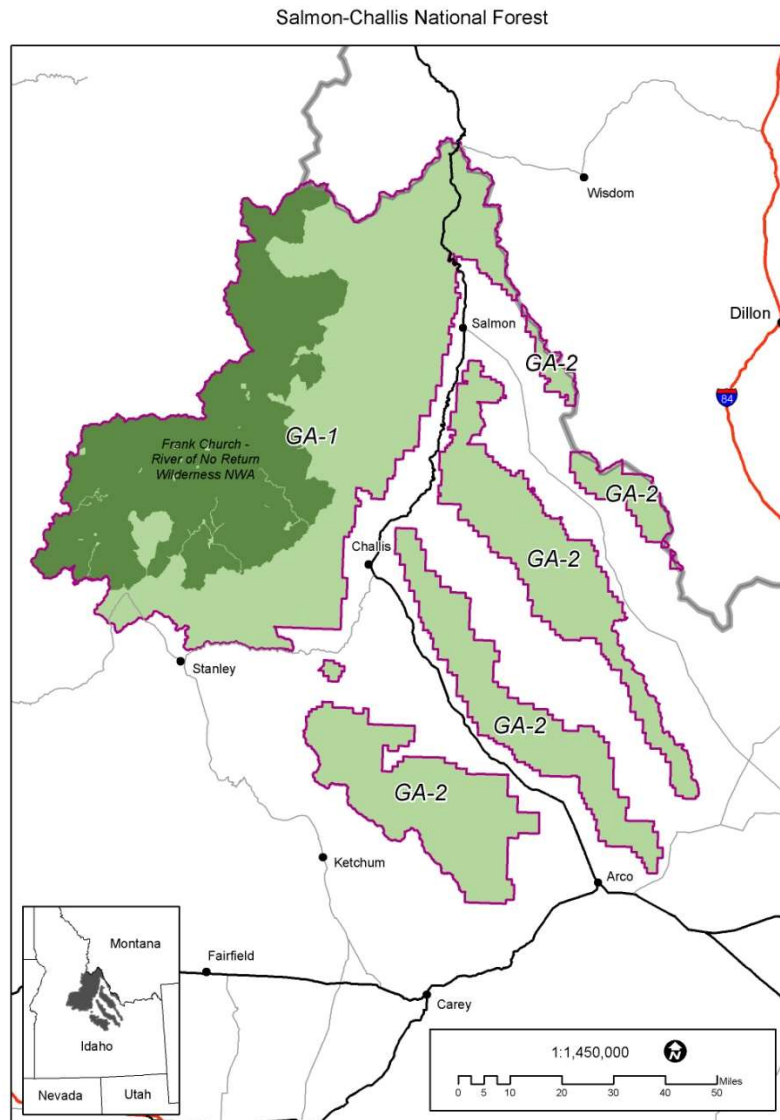 Salmon-Challis National Forest
Wisdom
Dillon
84
Salmon
GA-2
GA-1
Frank Church -
River of No Return
Wilderness NWA
GA-2
Challis
GA-2
Stanley
GA-2
GA-2
Ketchum
Arco
Fairfield
Carey
Montana
Idaho
Nevada
Utah
1:1,450,000
N
0 5 10 20 30 40 50
Miles